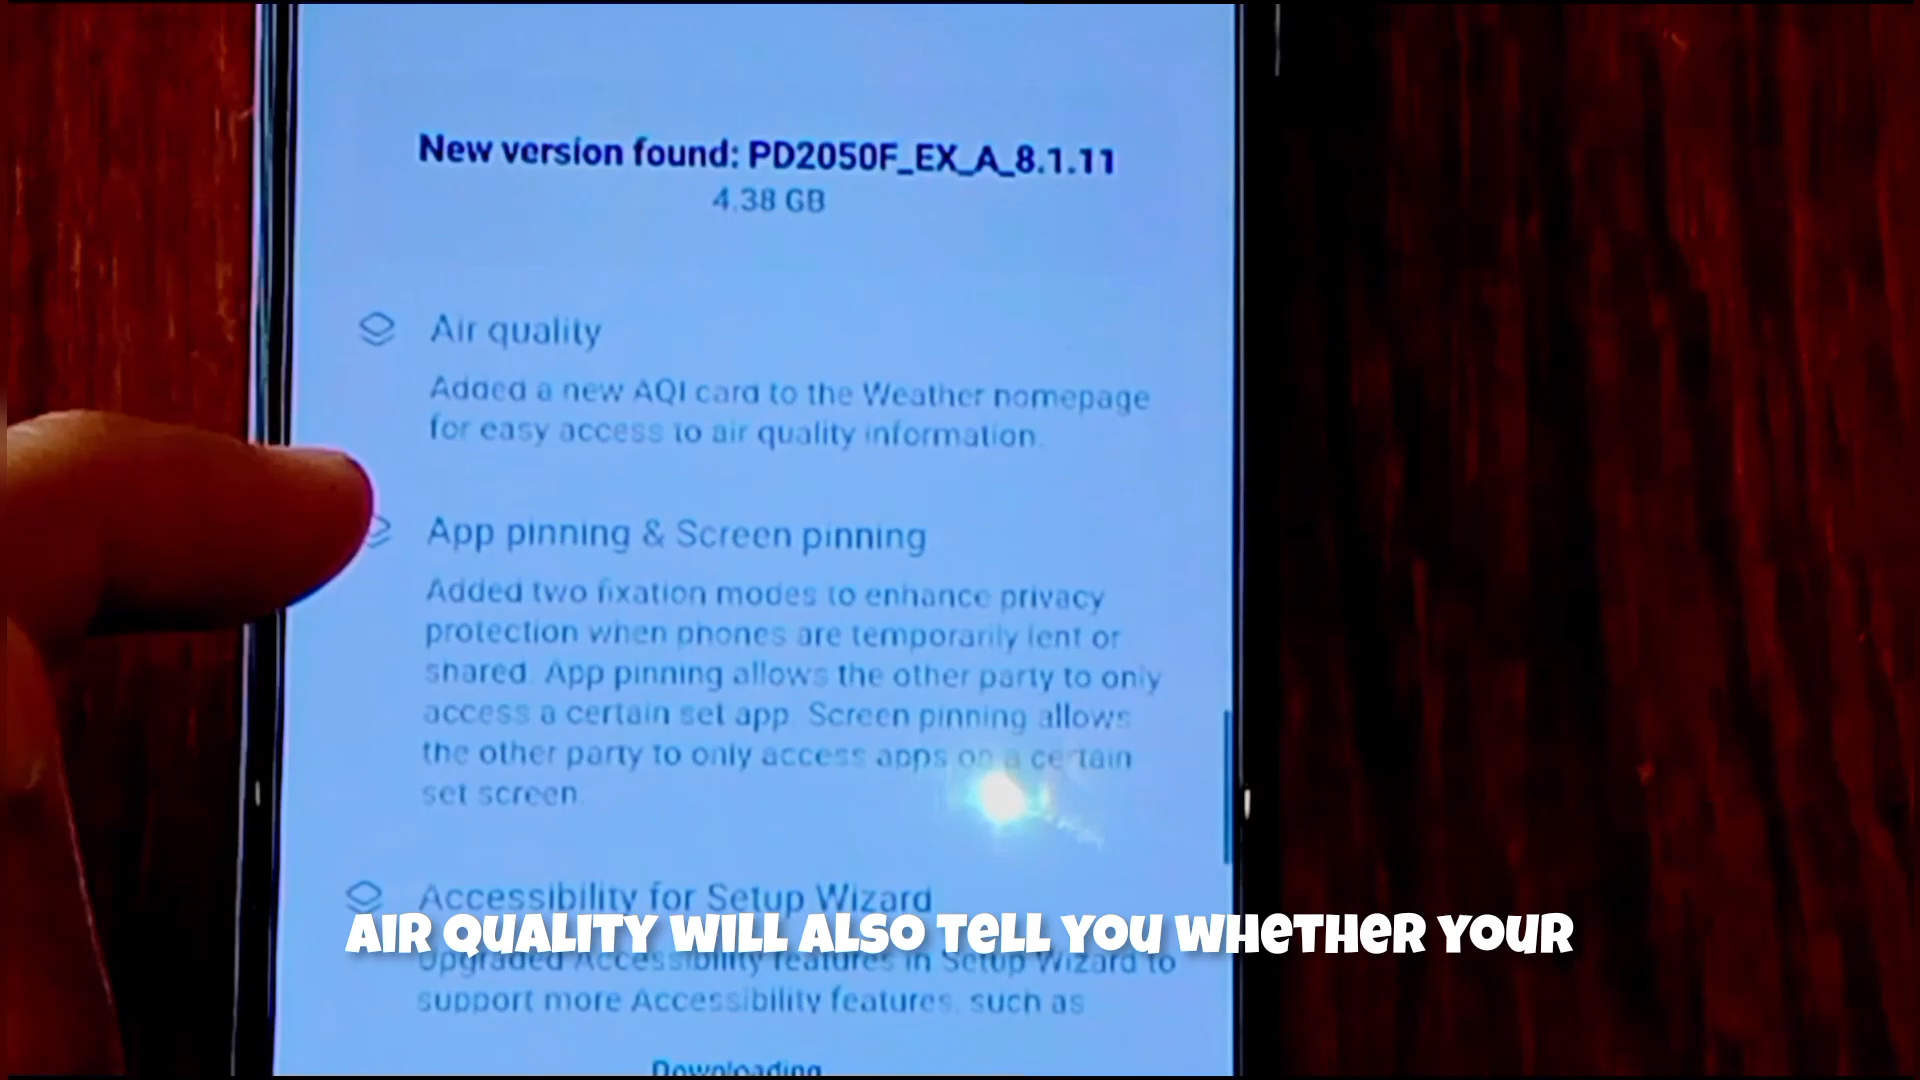 New version found: PD2050F_EX_A_8.1.11
4.38 GB
Air quality
Added a new AQI card to the Weather homepage
for easy access to air quality information.
App pinning & Screen pinning
Added two fixation modes to enhance privacy
protection when phones are temporarily lent or
shared. App pinning allows the other party to only
access a certain set app. Screen pinning allows
the other party to only access apps on a certain
set screen.
Accessibility for Setup Wizard
AIR QUALITY WILL ALSO TELL YOU WHETHER YOUR
Upgraded Accessibility features in Setup Wizard to
support more Accessibility features, such as
Downloading